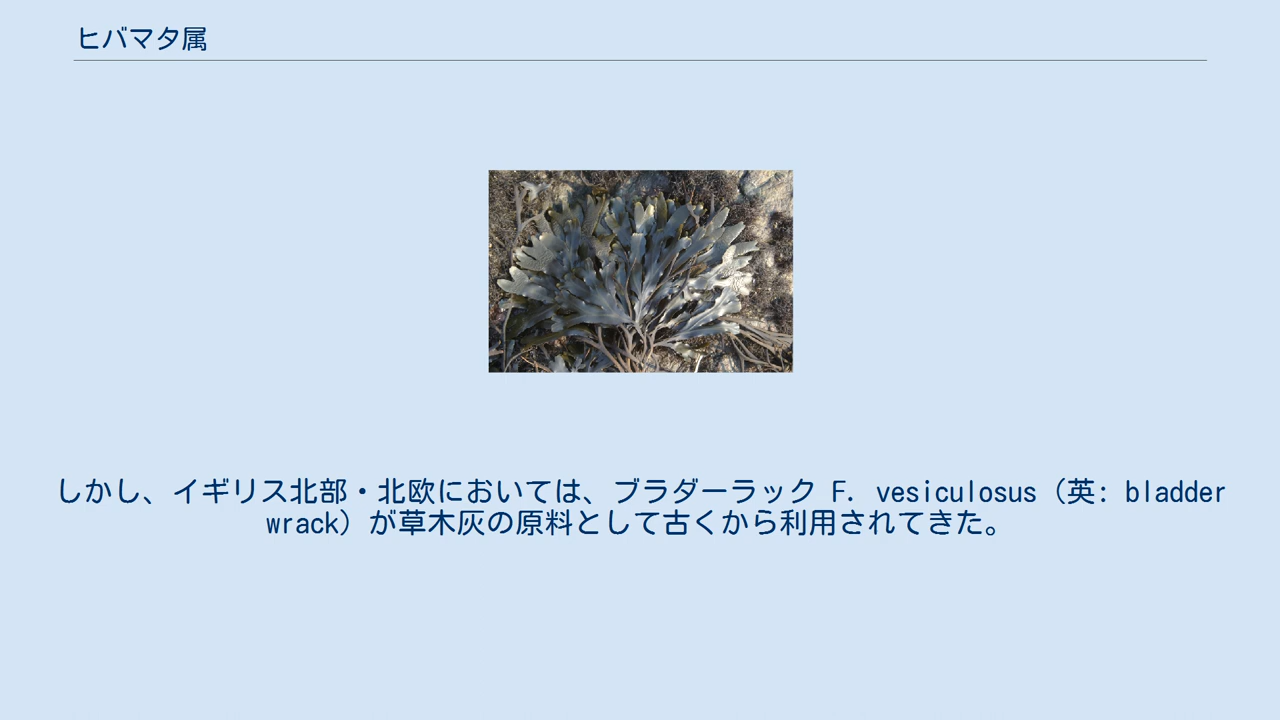 ヒバマタ属
しかし、イギリス北部・北欧においては、ブラダーラック F. vesiculosus（英: bladder
wrack）が草木灰の原料として古くから利用されてきた。